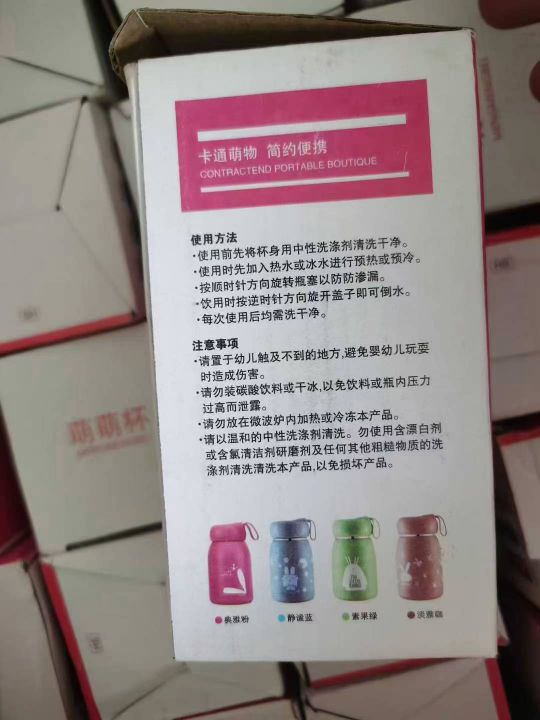 卡通萌物 简约便携
CONTRACTEND PORTABLE BOUTIQUE
使用方法
·使用前先将杯身用中性洗涤剂清洗干净。
·使用时先加入热水或冰水进行预热或预冷。
·按顺时针方向旋转瓶塞以防防渗漏。
·饮用时按逆时针方向旋开盖子即可倒水。
·每次使用后均需洗干净。
注意事项
·请置于幼儿触及不到的地方,避免婴幼儿玩耍
时造成伤害。
·请勿装碳酸饮料或干冰,以免饮料或瓶内压力
过高而泄露。
·请勿放在微波炉内加热或冷冻本产品。
·请以温和的中性洗涤剂清洗。勿使用含漂白剂
或含氯清洁剂研磨剂及任何其他粗糙物质的洗
涤剂清洗清洗本产品,以免损坏产品。
典雅粉 静谧蓝 素果绿 淡雅咖
萌萌杯